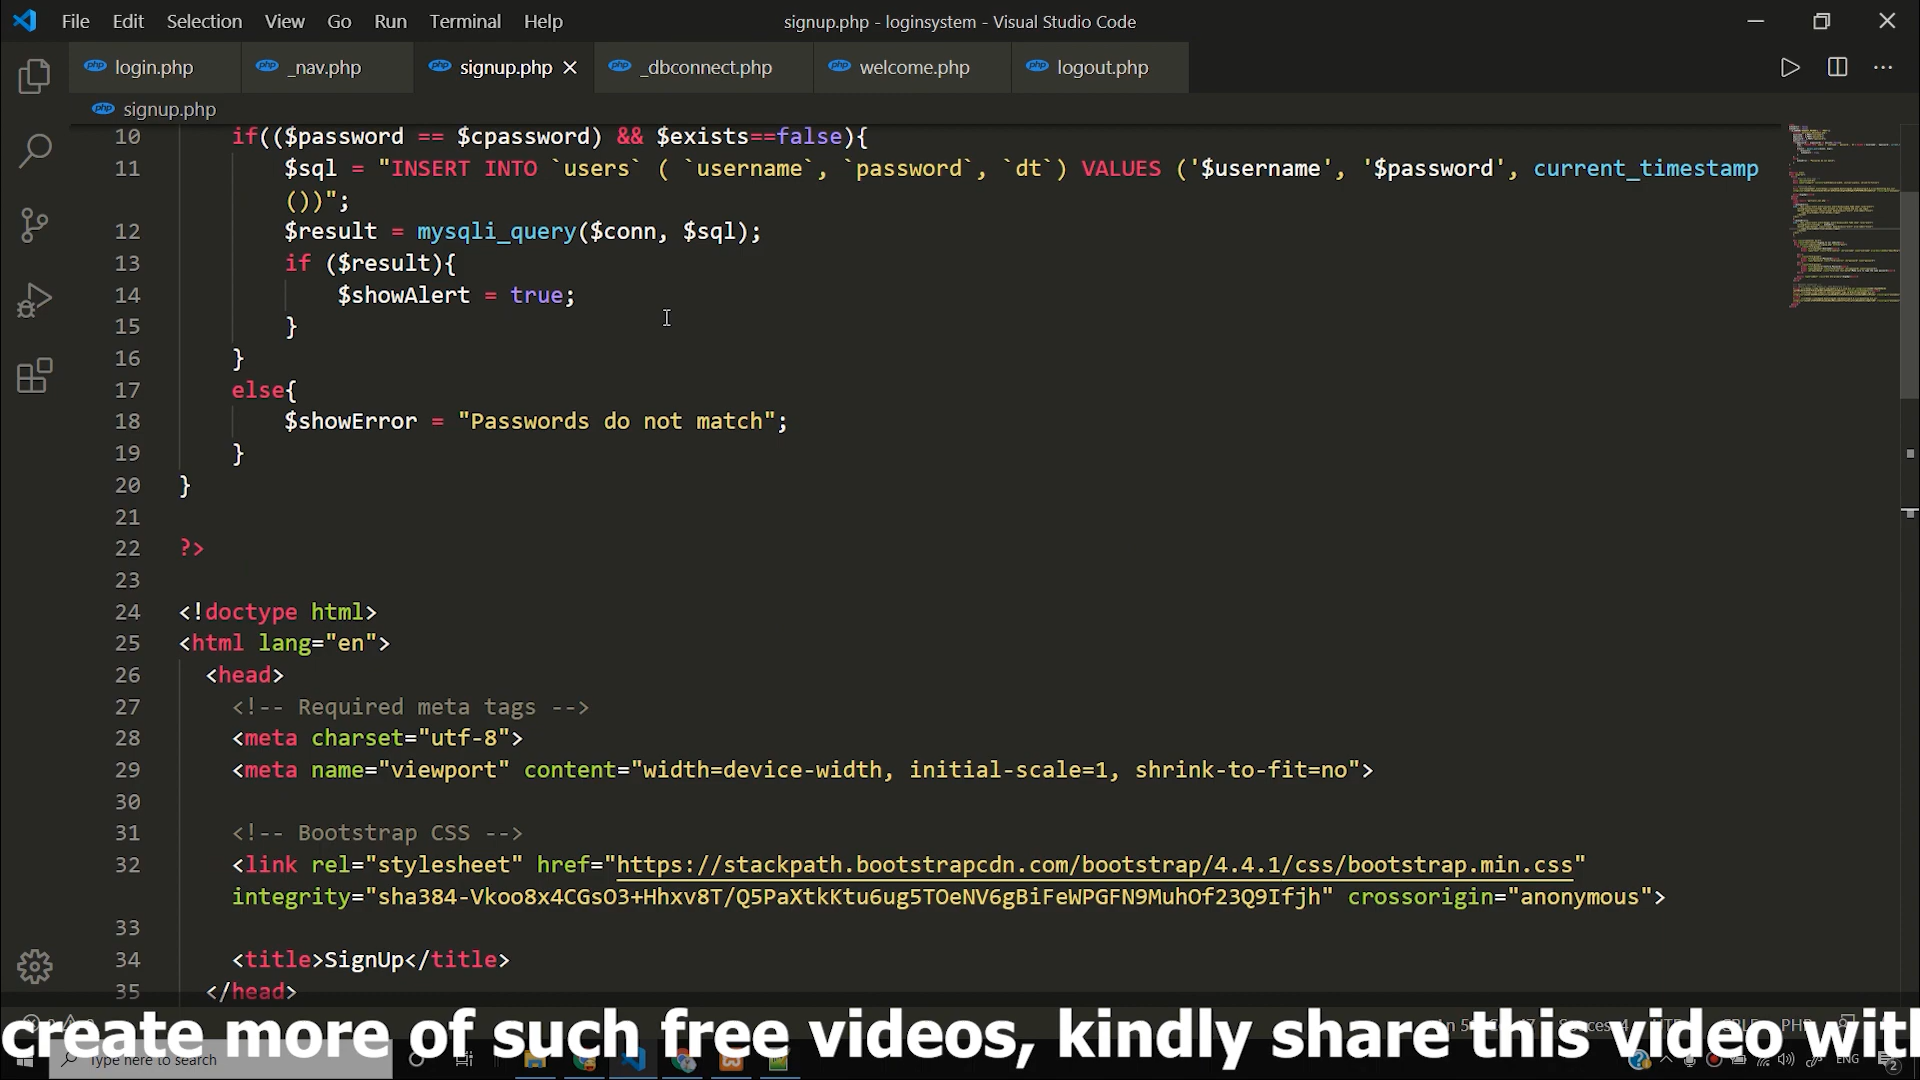 File Edit Selection View Go Run Terminal Help signup.php - loginsystem - Visual Studio Code
login.php _nav.php signup.php _dbconnect.php welcome.php logout.php
signup.php
10 if(($password == $cpassword) && $exists==false){
11 $sql = "INSERT INTO `users` ( `username`, `password`, `dt`) VALUES ('$username', '$password', current_timestamp
())";
12 $result = mysqli_query($conn, $sql);
13 if ($result){
14 $showAlert = true;
15 }
16 }
17 else{
18 $showError = "Passwords do not match";
19 }
20 }
21
22 ?>
23
24 <!doctype html>
25 <html lang="en">
26 <head>
27 <!-- Required meta tags -->
28 <meta charset="utf-8">
29 <meta name="viewport" content="width=device-width, initial-scale=1, shrink-to-fit=no">
30
31 <!-- Bootstrap CSS -->
32 <link rel="stylesheet" href="https://stackpath.bootstrapcdn.com/bootstrap/4.4.1/css/bootstrap.min.css"
integrity="sha384-Vkoo8x4CGsO3+Hhxv8T/Q5PaXtkKtu6ug5TOeNV6gBiFeWPGFN9MuhOf23Q9Ifjh" crossorigin="anonymous">
33
34 <title>SignUp</title>
35 </head>
create more of such free videos, kindly share this video with
Type here to search ENG